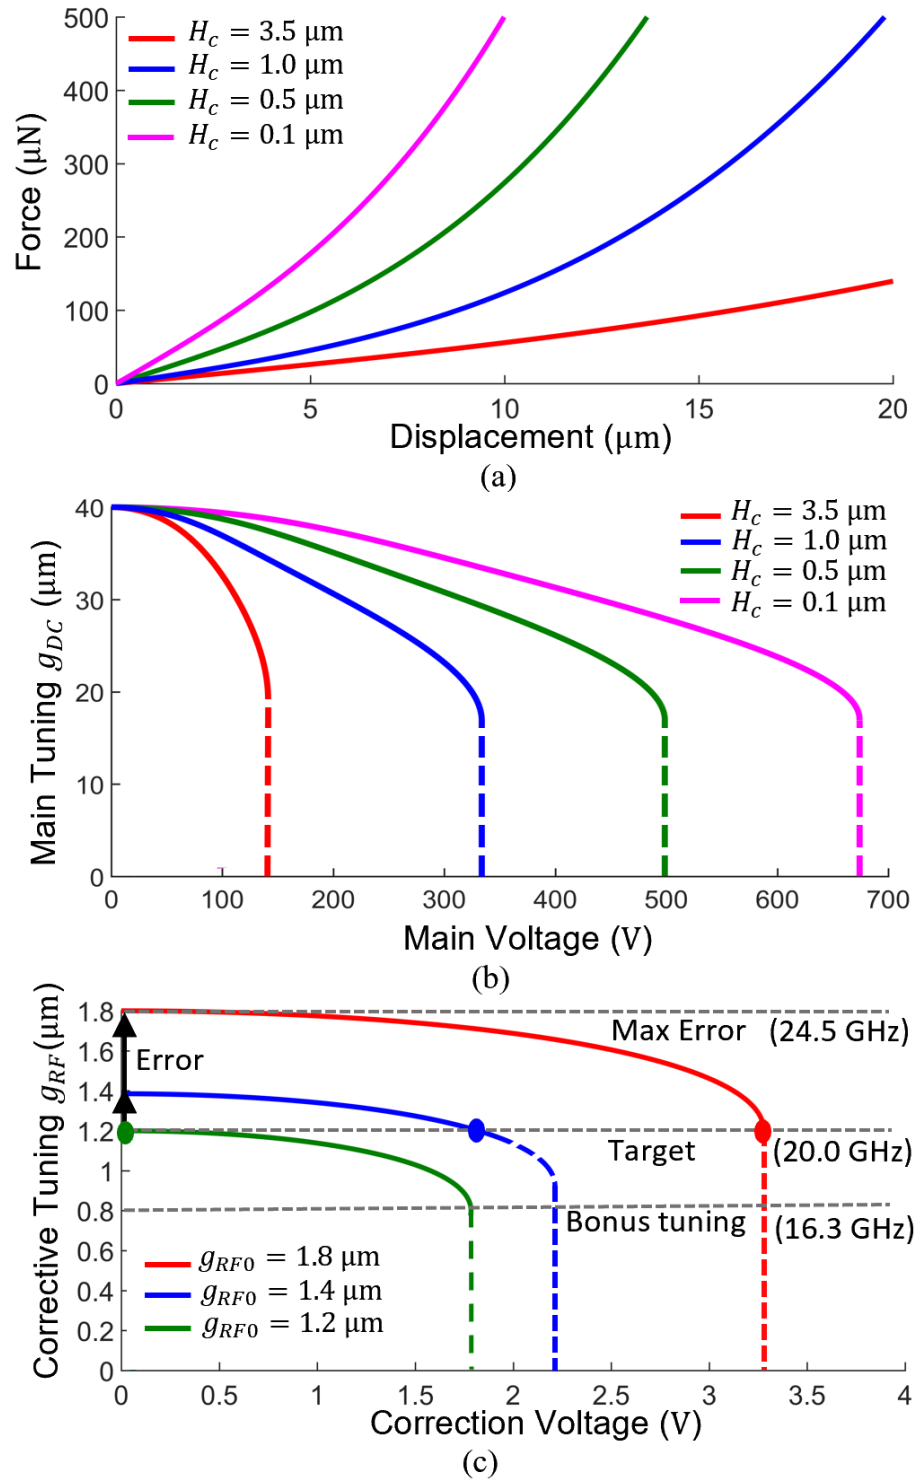 500
400
300
200
100
0
Force (μN)
H_c = 3.5 μm
H_c = 1.0 μm
H_c = 0.5 μm
H_c = 0.1 μm
0 5 10 15 20
Displacement (μm)
(a)
40
30
20
10
0
Main Tuning g_DC (μm)
H_c = 3.5 μm
H_c = 1.0 μm
H_c = 0.5 μm
H_c = 0.1 μm
0 100 200 300 400 500 600 700
Main Voltage (V)
(b)
1.8
1.6
1.4
1.2
1
0.8
0.6
0.4
0.2
0
Corrective Tuning g_RF (μm)
Max Error (24.5 GHz)
Error
Target (20.0 GHz)
Bonus tuning (16.3 GHz)
g_RF0 = 1.8 μm
g_RF0 = 1.4 μm
g_RF0 = 1.2 μm
0 0.5 1 1.5 2 2.5 3 3.5 4
Correction Voltage (V)
(c)